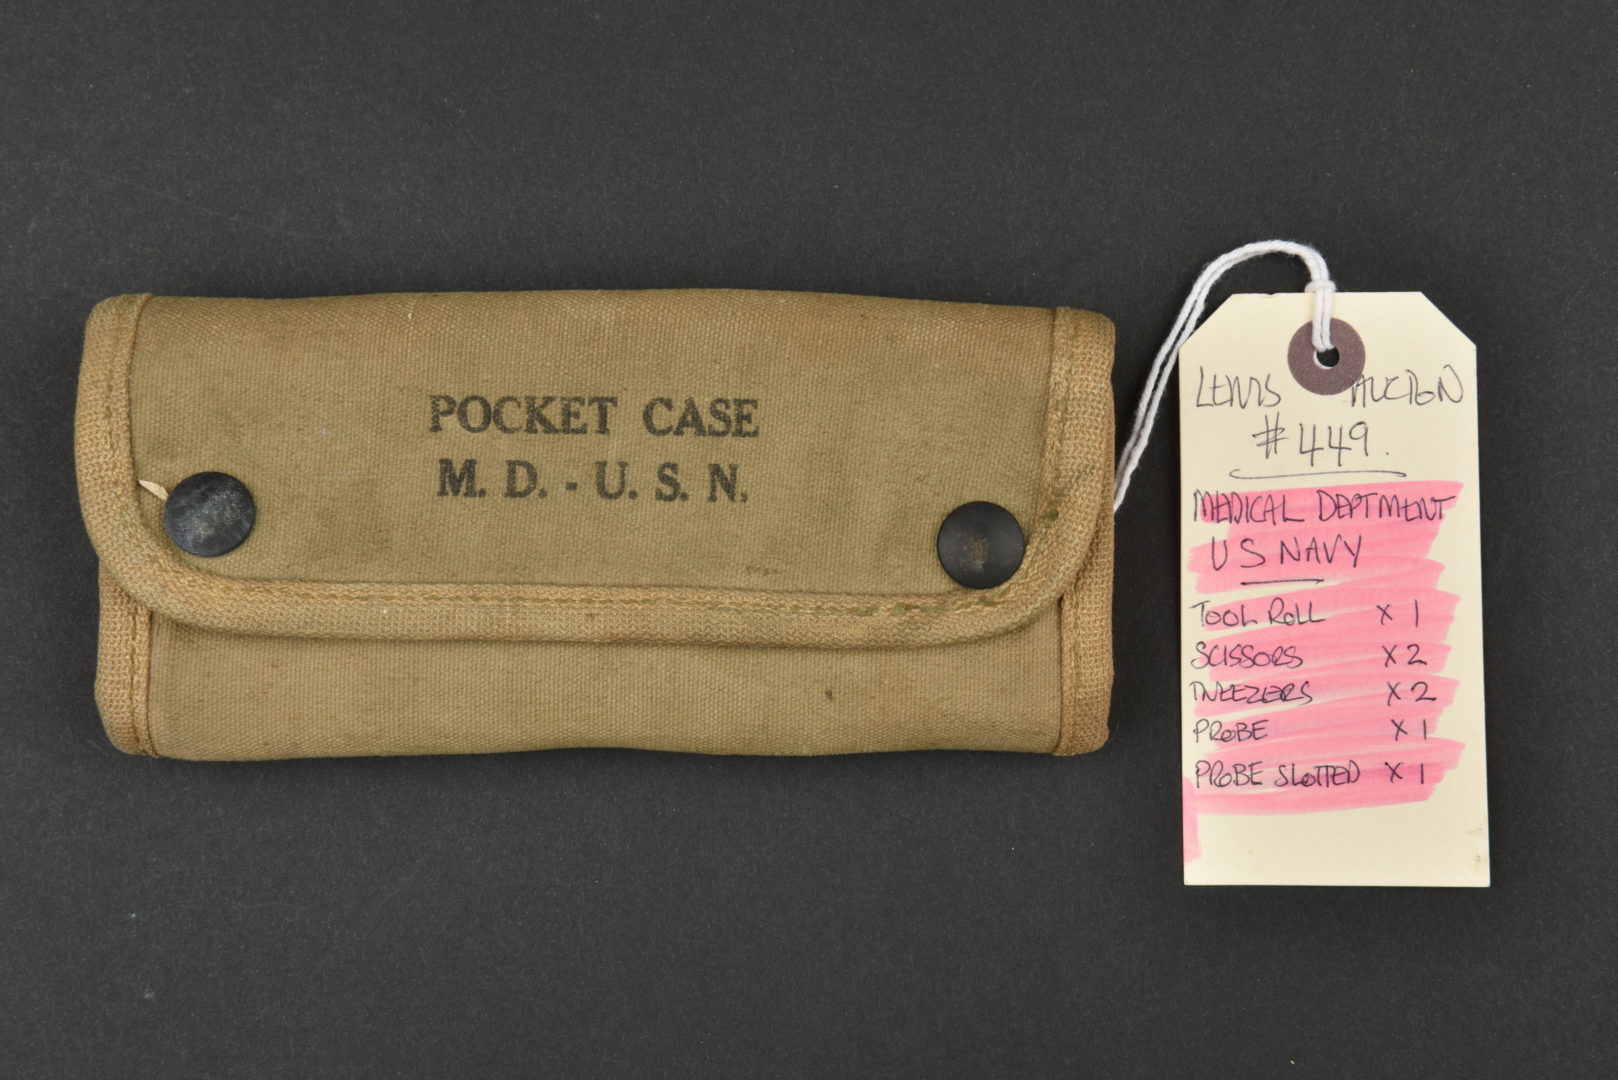 POCKET CASE
M. D. - U. S. N.
LEWIS AUCTION
#449.
MEDICAL DEPTMENT
US NAVY
TOOL ROLL X 1
SCISSORS X 2
TWEEZERS X 2
PROBE X 1
PROBE SLOTTED X 1